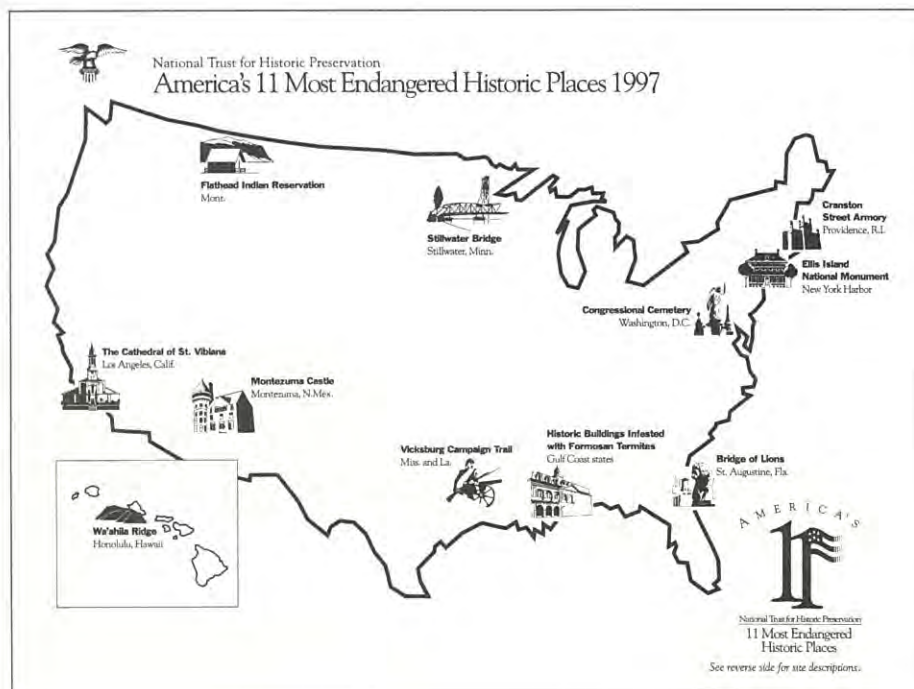 National Trust for Historic Preservation
America's 11 Most Endangered Historic Places 1997
Flathead Indian Reservation
Mont.
Stillwater Bridge
Stillwater, Minn.
Cranston
Street Armory
Providence, R.I.
Ellis Island
National Monument
New York Harbor
Congressional Cemetery
Washington, D.C.
The Cathedral of St. Vibiana
Los Angeles, Calif.
Montezuma Castle
Montezuma, N.Mex.
Vicksburg Campaign Trail
Miss. and La.
Historic Buildings Infested
with Formosan Termites
Gulf Coast states
Bridge of Lions
St. Augustine, Fla.
Wa'ahila Ridge
Honolulu, Hawaii
AMERICA'S
11
National Trust for Historic Preservation
11 Most Endangered
Historic Places
See reverse side for site descriptions.